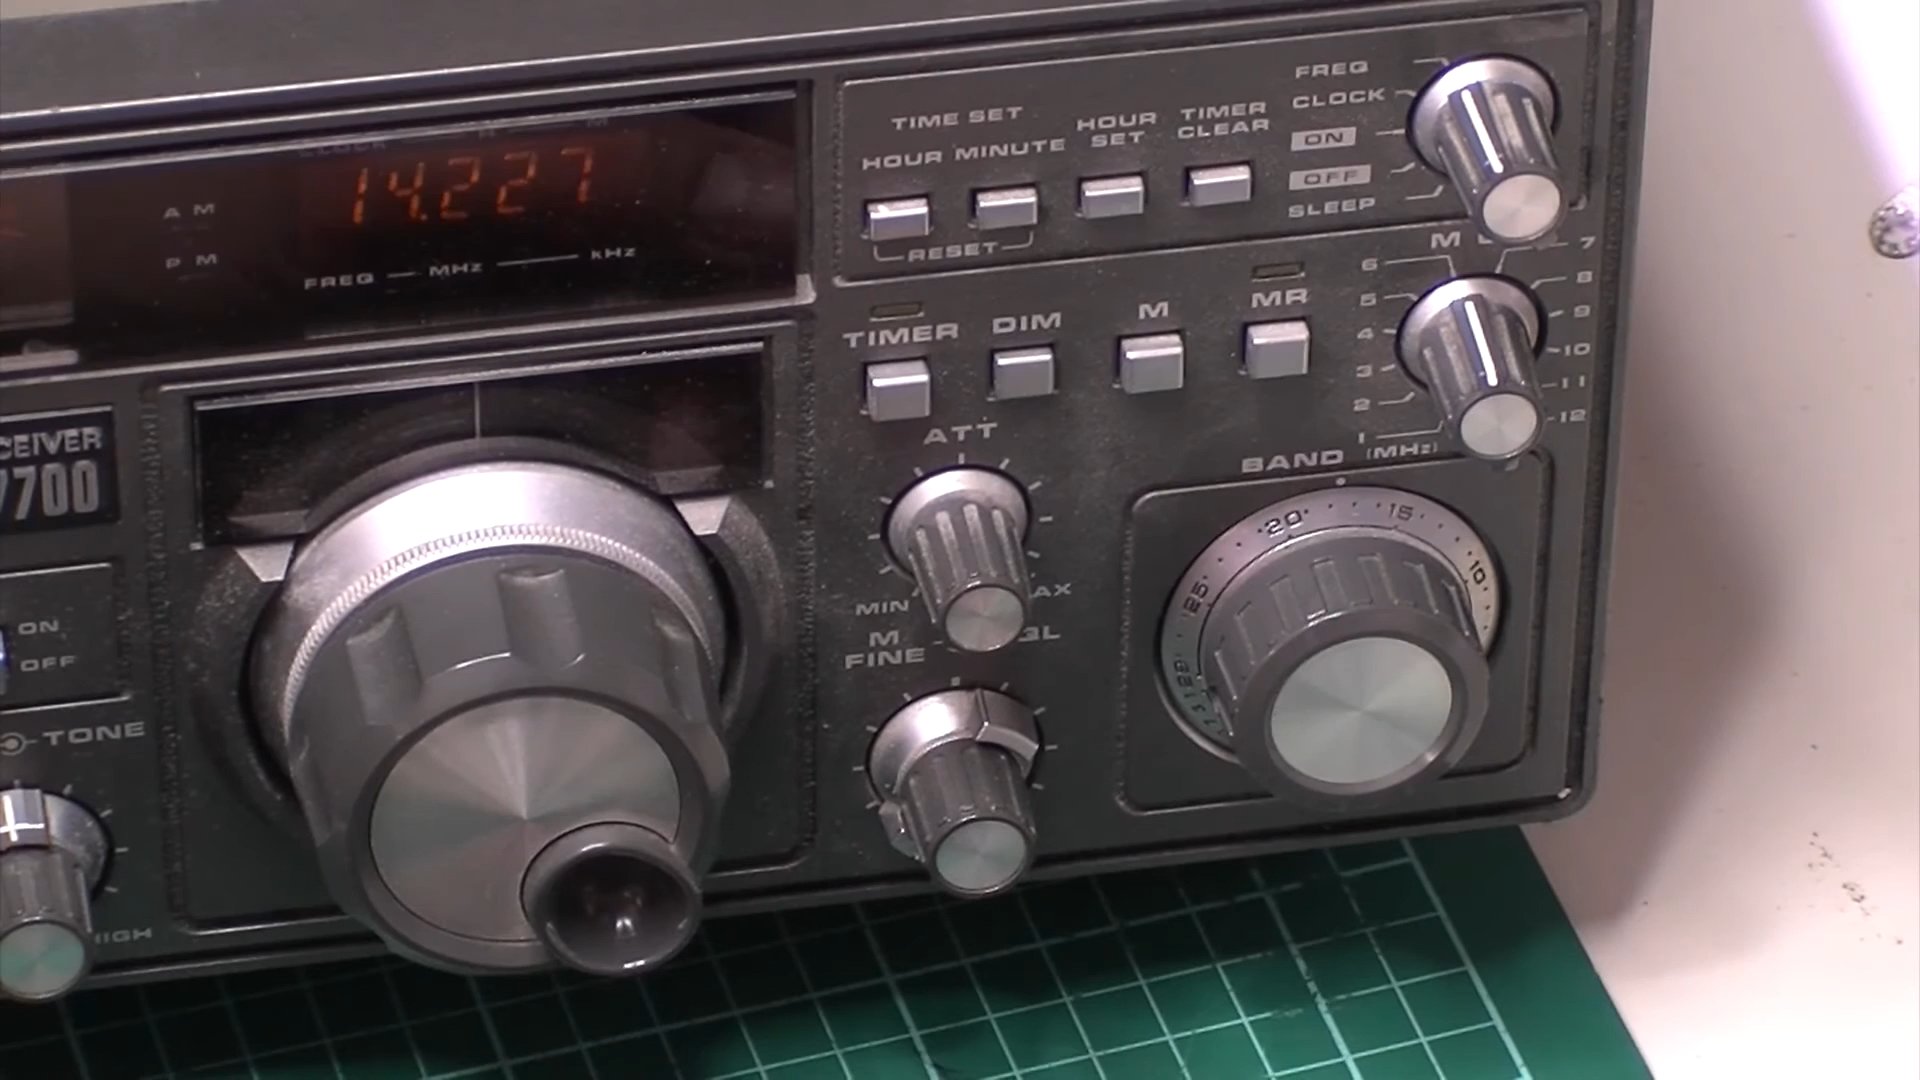 CLOCK H M
14.227
AM
PM
FREQ MHz kHz
TIME SET
HOUR MINUTE
RESET
HOUR SET
TIMER CLEAR
FREQ
CLOCK
ON
OFF
SLEEP
TIMER
DIM
M
MR
M
1
2
3
4
5
6
7
8
9
10
11
12
CEIVER
7700
ON
OFF
TONE
HIGH
ATT
MIN
AX
M
FINE
BAND (MHz)
20
15
10
25
29